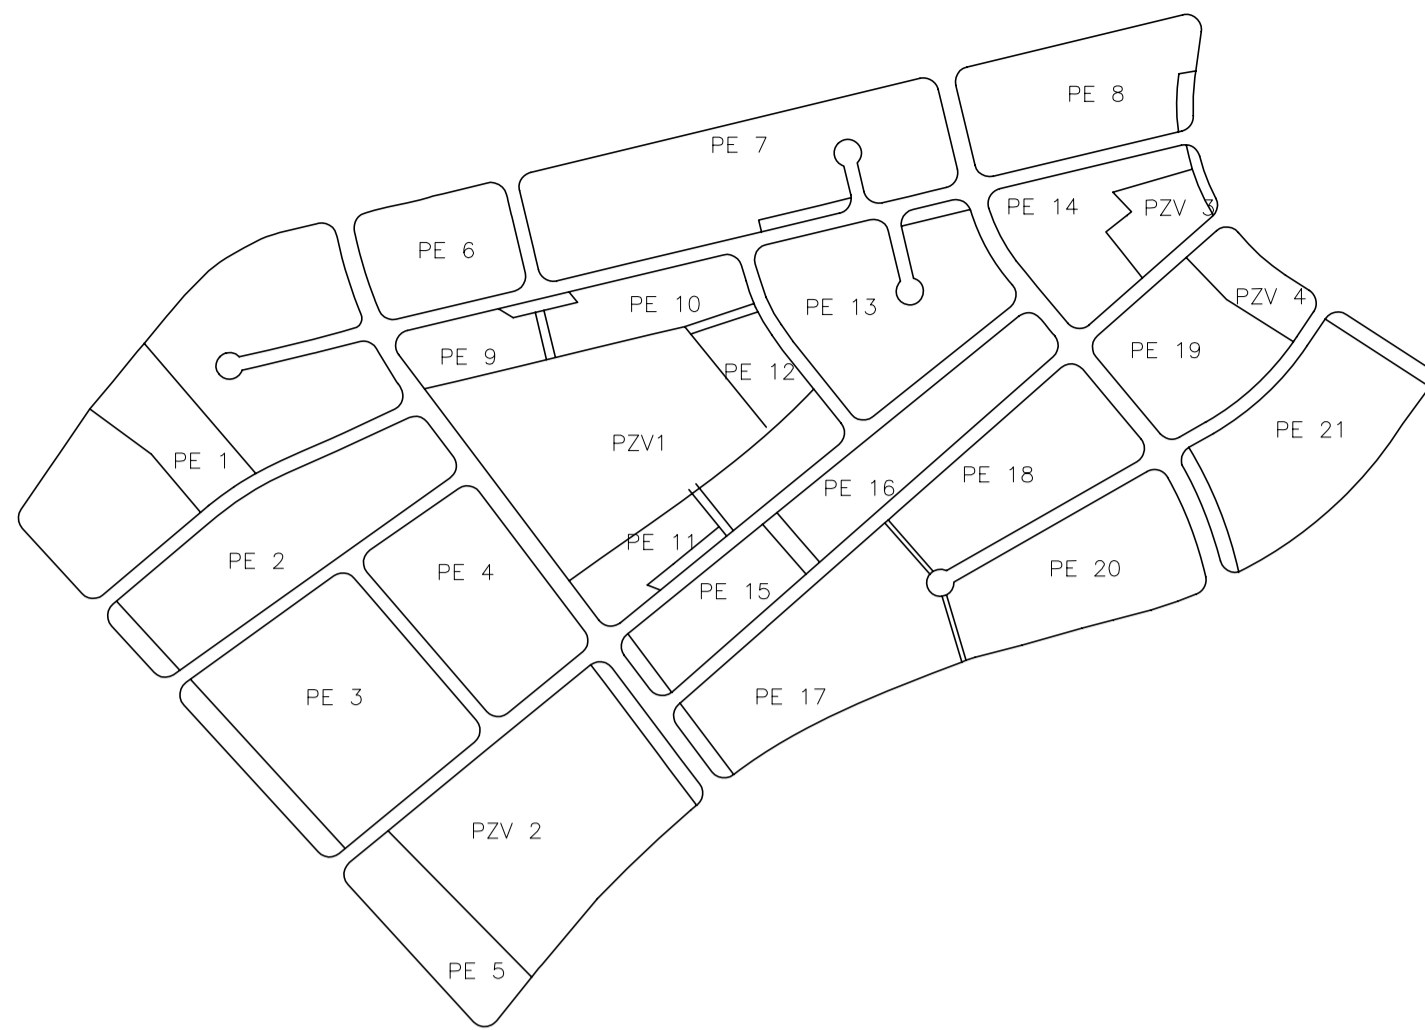 PE 8
PE 7
PE 14
PZV 3
PE 6
PE 10
PE 13
PZV 4
PE 9
PE 12
PE 19
PZV1
PE 21
PE 1
PE 18
PE 16
PE 11
PE 2
PE 4
PE 20
PE 15
PE 3
PE 17
PZV 2
PE 5